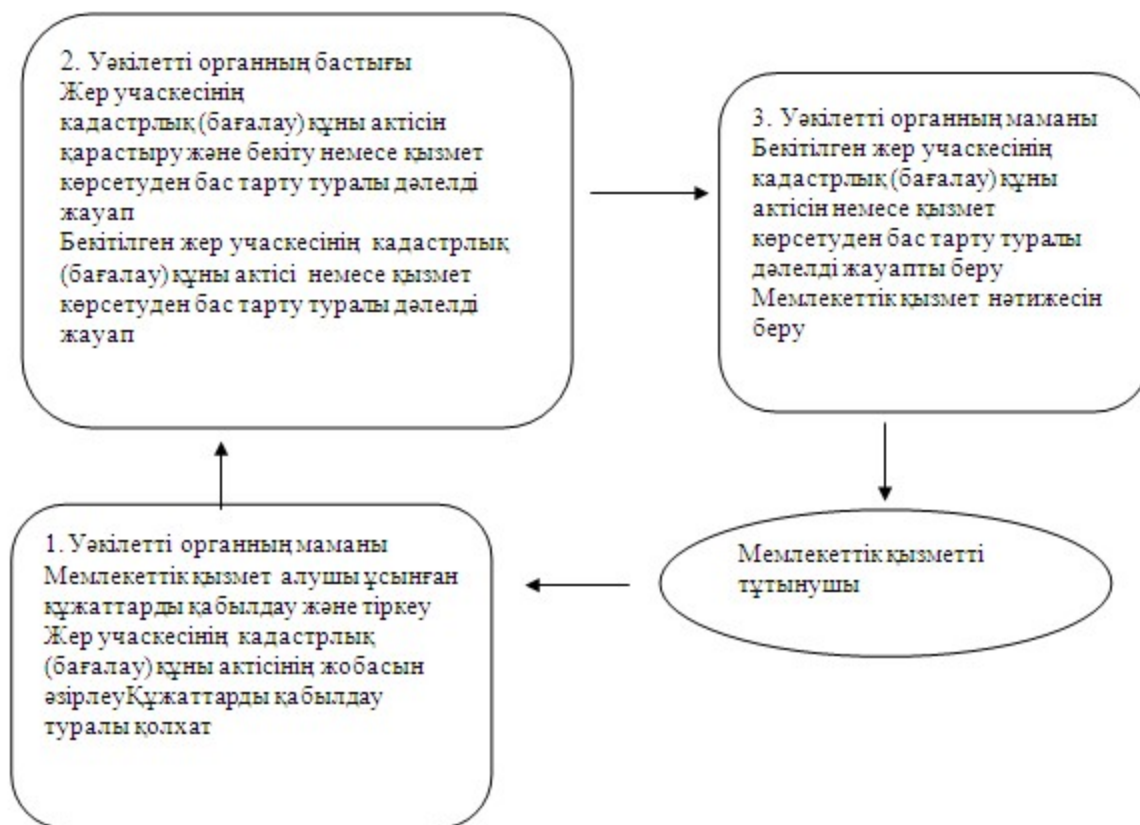 2. Уәкілетті органның бастығы
Жер учаскесінің
кадастрлық (бағалау) құны актісін
қарастыру және бекіту немесе қызмет
көрсетуден бас тарту туралы дәлелді
жауап
Бекітілген жер учаскесінің кадастрлық
(бағалау) құны актісі немесе қызмет
көрсетуден бас тарту туралы дәлелді
жауап
3. Уәкілетті органның маманы
Бекітілген жер учаскесінің
кадастрлық (бағалау) құны
актісін немесе қызмет
көрсетуден бас тарту туралы
дәлелді жауапты беру
Мемлекеттік қызмет нәтижесін
беру
1. Уәкілетті органның маманы
Мемлекеттік қызмет алушы ұсынған
құжаттарды қабылдау және тіркеу
Жер учаскесінің кадастрлық
(бағалау) құны актісінің жобасын
әзірлеуҚұжаттарды қабылдау
туралы қолхат
Мемлекеттік қызметті
тұтынушы